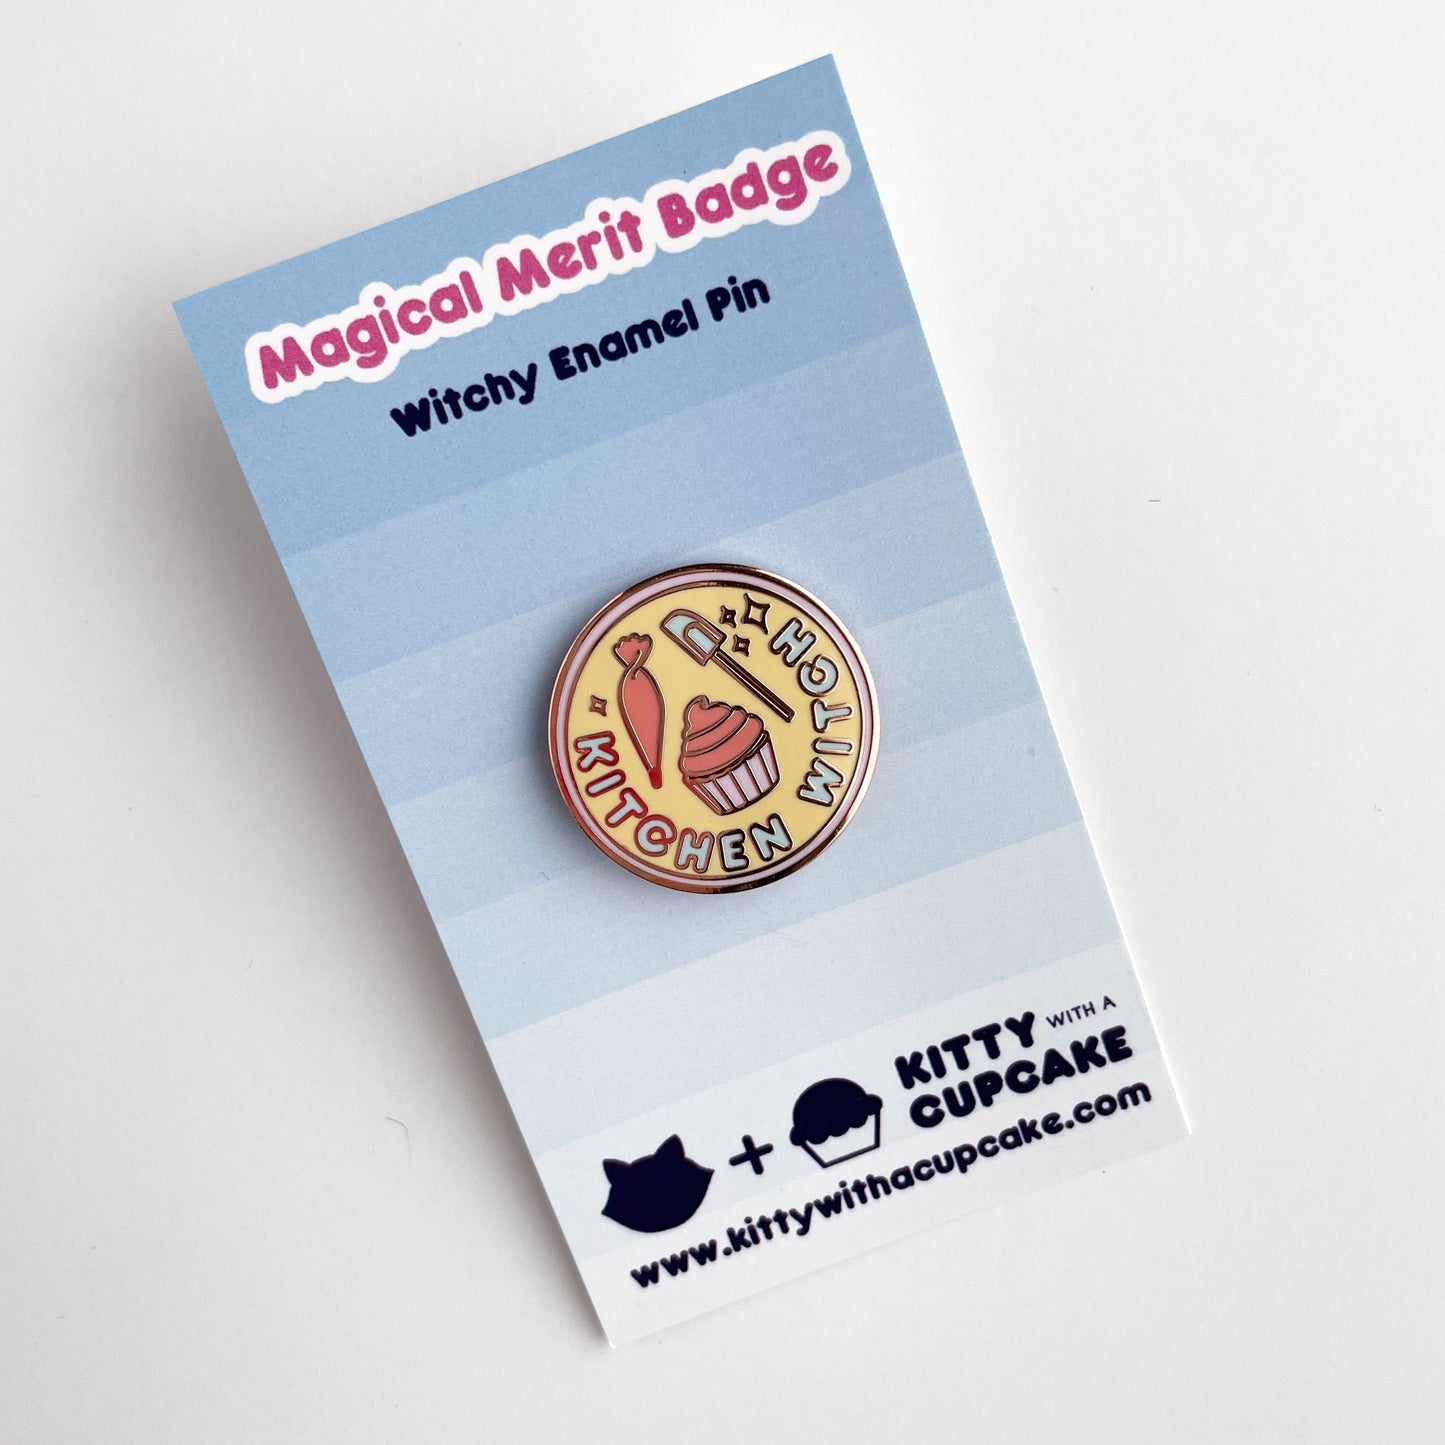 Magical Merit Badge
Witchy Enamel Pin
KITCHEN WITCH
KITTY WITH A
CUPCAKE
www.kittywithacupcake.com